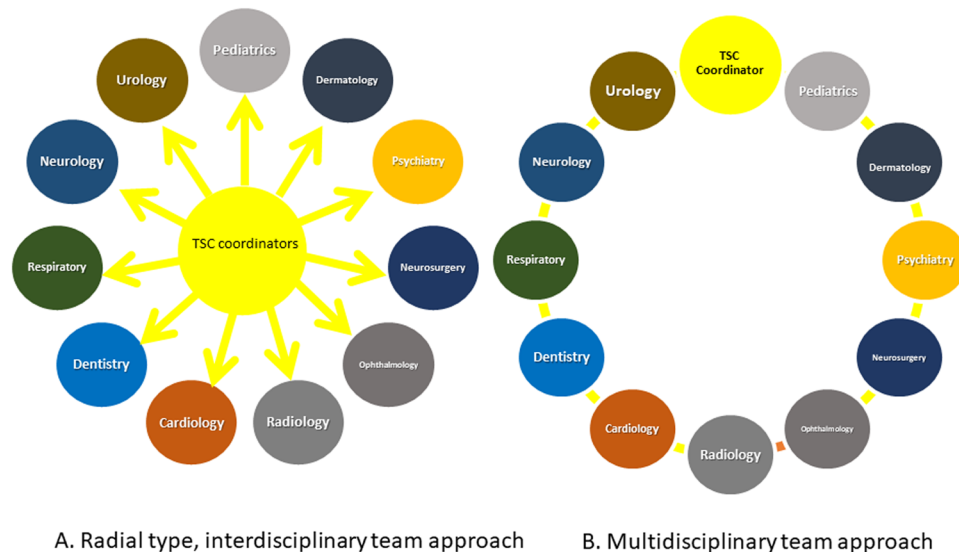 Pediatrics
Dermatology
Psychiatry
Neurosurgery
Ophthalmology
Radiology
Cardiology
Dentistry
Respiratory
Neurology
Urology
TSC coordinators
A. Radial type, interdisciplinary team approach
TSC
Coordinator
Pediatrics
Dermatology
Psychiatry
Neurosurgery
Ophthalmology
Radiology
Cardiology
Dentistry
Respiratory
Neurology
Urology
B. Multidisciplinary team approach